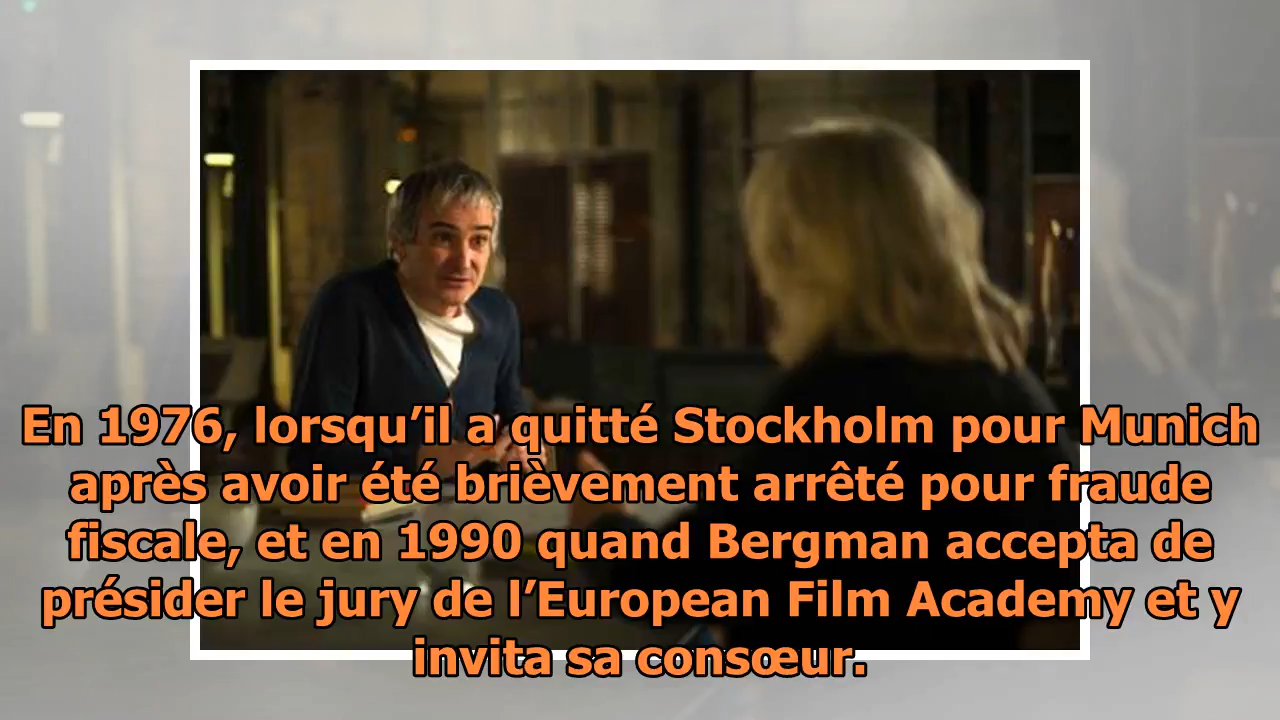 En 1976, lorsqu’il a quitté Stockholm pour Munich
après avoir été brièvement arrêté pour fraude
fiscale, et en 1990 quand Bergman accepta de
présider le jury de l’European Film Academy et y
invita sa consœur.